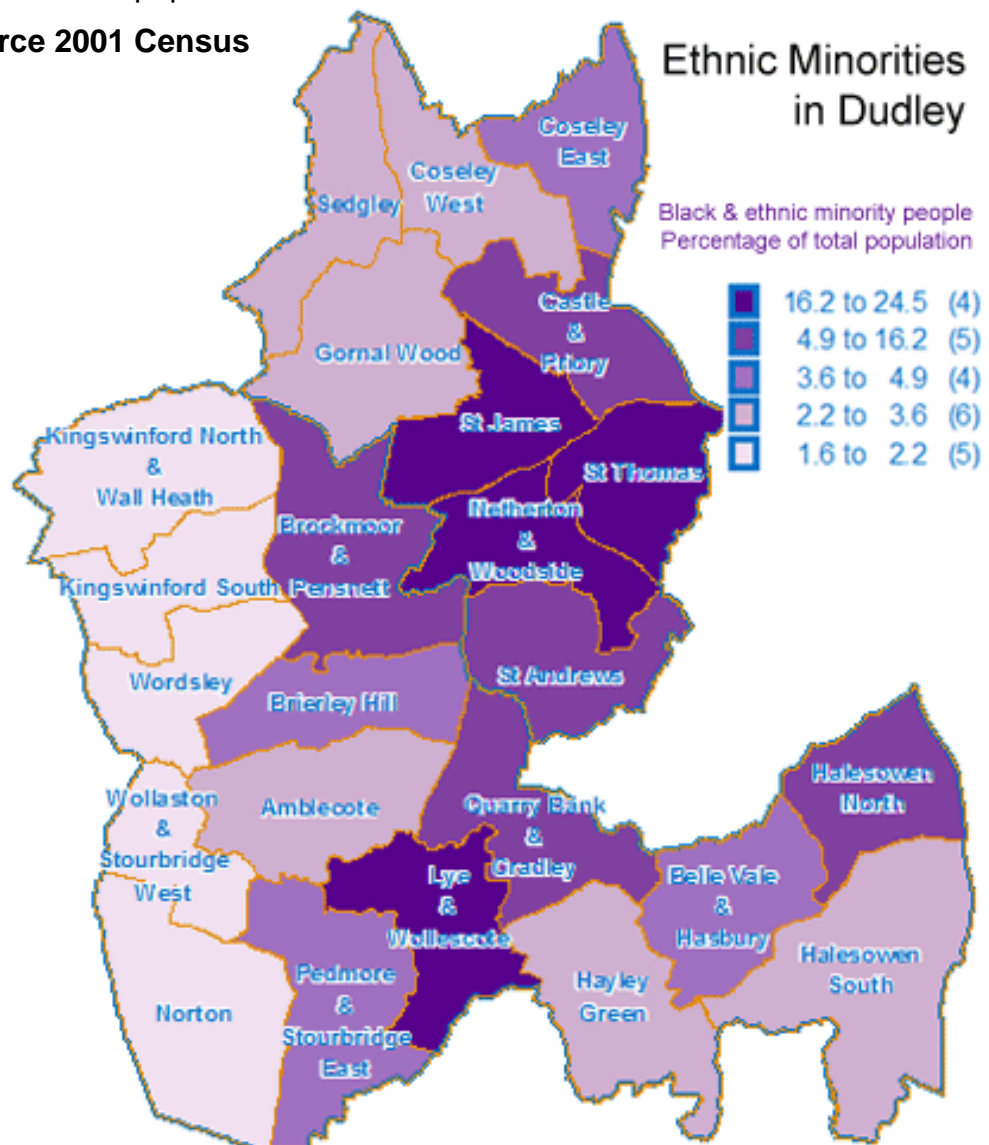 rce 2001 Census
Ethnic Minorities
in Dudley
Black & ethnic minority people
Percentage of total population
16.2 to 24.5 (4)
4.9 to 16.2 (5)
3.6 to 4.9 (4)
2.2 to 3.6 (6)
1.6 to 2.2 (5)
Coseley
East
Coseley
West
Sedgley
Castle
&
Priory
Gornal Wood
St James
Kingswinford North
&
Wall Heath
St Thomas
Netherton
&
Woodside
Brockmoor
&
Pensnett
Kingswinford South
Wordsley
St Andrews
Brierley Hill
Halesowen
North
Wollaston
&
Stourbridge
West
Amblecote
Quarry Bank
&
Cradley
Lye
&
Wollescote
Belle Vale
&
Hasbury
Halesowen
South
Pedmore
&
Stourbridge
East
Hayley
Green
Norton